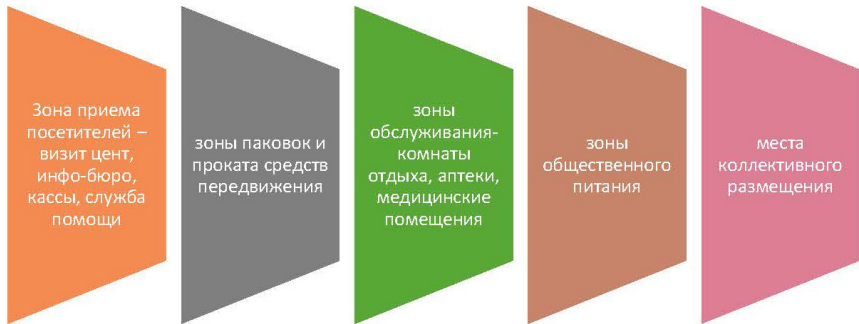 Зона приема
посетителей –
визит цент,
инфо-бюро,
кассы, служба
помощи
зоны паковок и
проката средств
передвижения
зоны
обслуживания-
комнаты
отдыха, аптеки,
медицинские
помещения
зоны
общественного
питания
места
коллективного
размещения